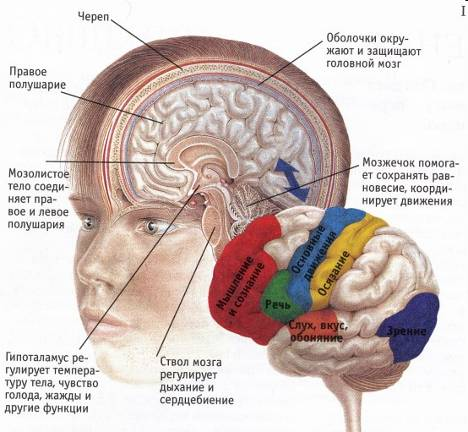 Череп
Оболочки окру-
жают и защищают
головной мозг
Правое
полушарие
Мозолистое
тело соеди-
няет пра-
вое и левое
полушария
Мозжечок помога-
ет сохранять рав-
новесие, коорди-
нирует движения
Мышление
и сознание
Речь
Основные
движения
Осязание
Слух, вкус,
обоняние
Зрение
Гипоталамус ре-
гулирует темпера-
туру тела, чувство
голода, жажды и
другие функции
Ствол мозга
регулирует
дыхание и
сердцебиение